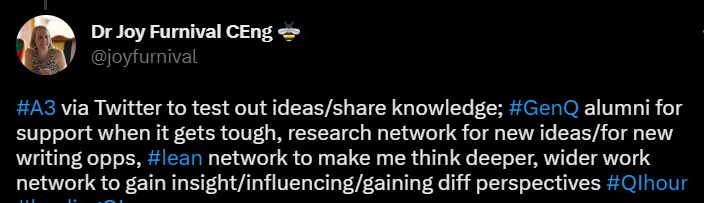 Dr Joy Furnival CEng 🐝
@joyfurnival
#A3 via Twitter to test out ideas/share knowledge; #GenQ alumni for
support when it gets tough, research network for new ideas/for new
writing opps, #lean network to make me think deeper, wider work
network to gain insight/influencing/gaining diff perspectives #QIhour